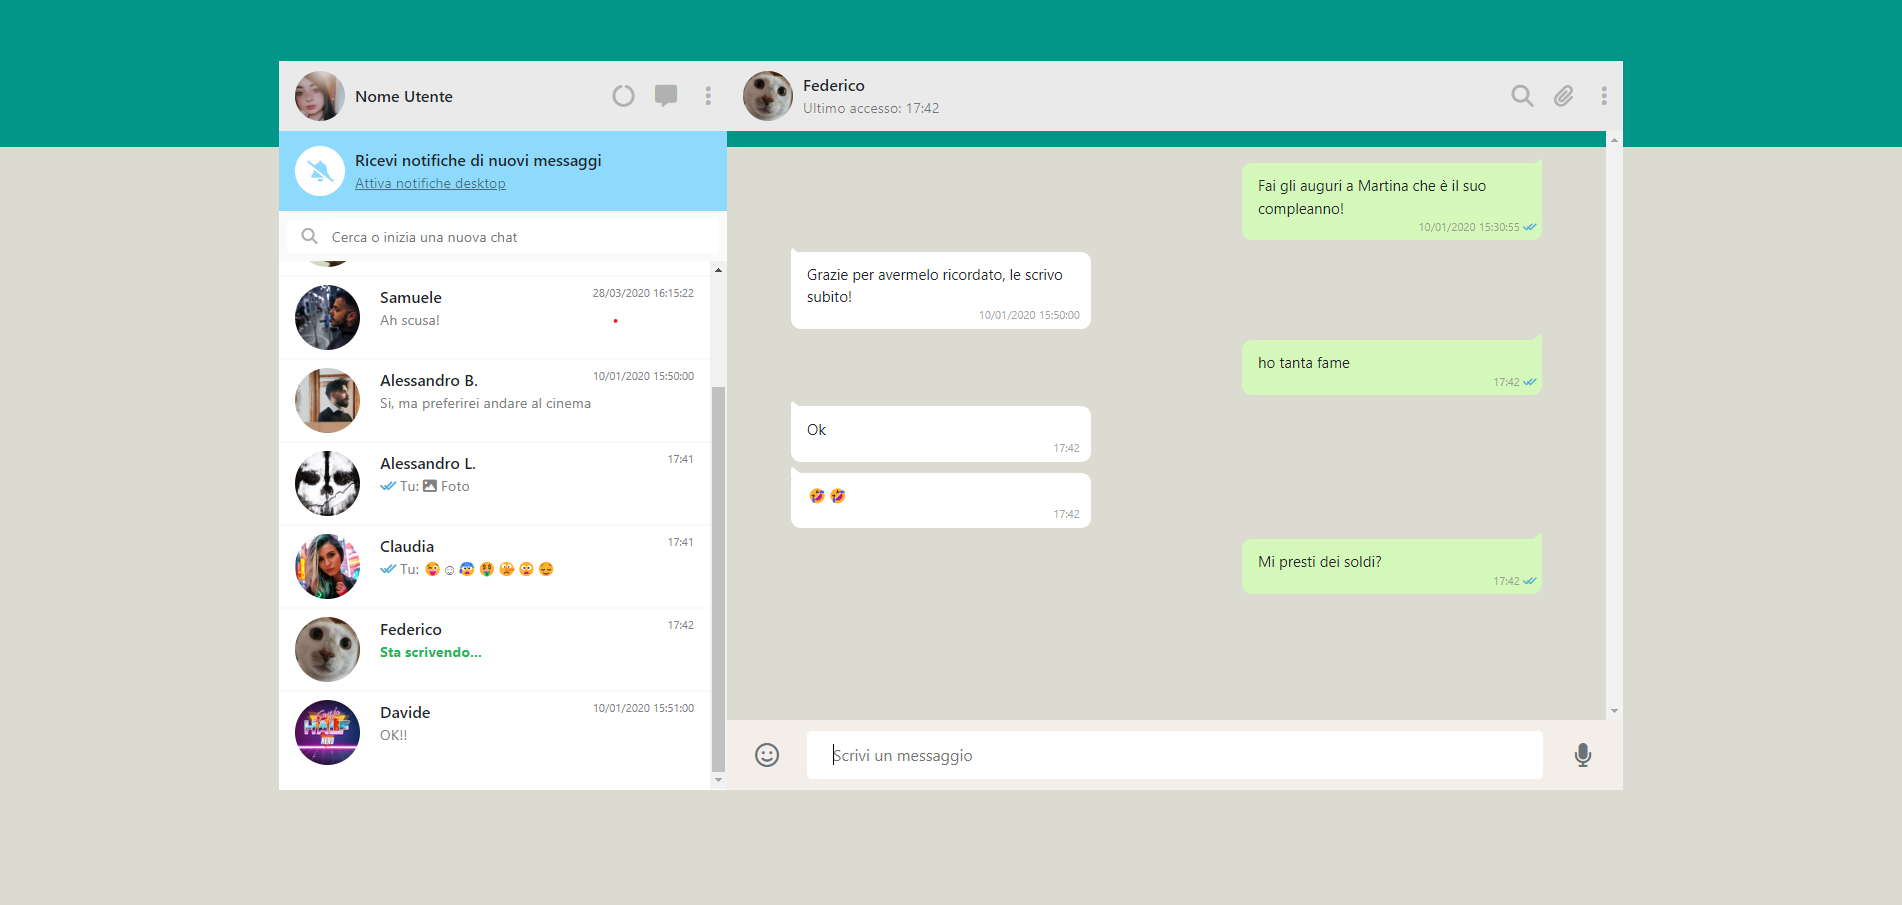 Nome Utente
Ricevi notifiche di nuovi messaggi
Attiva notifiche desktop
Cerca o inizia una nuova chat
Samuele
28/03/2020 16:15:22
Ah scusa!
Alessandro B.
10/01/2020 15:50:00
Si, ma preferirei andare al cinema
Alessandro L.
17:41
Tu: Foto
Claudia
17:41
Tu: 😜☺😰🤑🤕😳😌
Federico
17:42
Sta scrivendo...
Davide
10/01/2020 15:51:00
OK!!
HALF
Federico
Ultimo accesso: 17:42
Fai gli auguri a Martina che è il suo
compleanno!
10/01/2020 15:30:55
Grazie per avermelo ricordato, le scrivo
subito!
10/01/2020 15:50:00
ho tanta fame
17:42
Ok
17:42
🤣🤣
17:42
Mi presti dei soldi?
17:42
Scrivi un messaggio